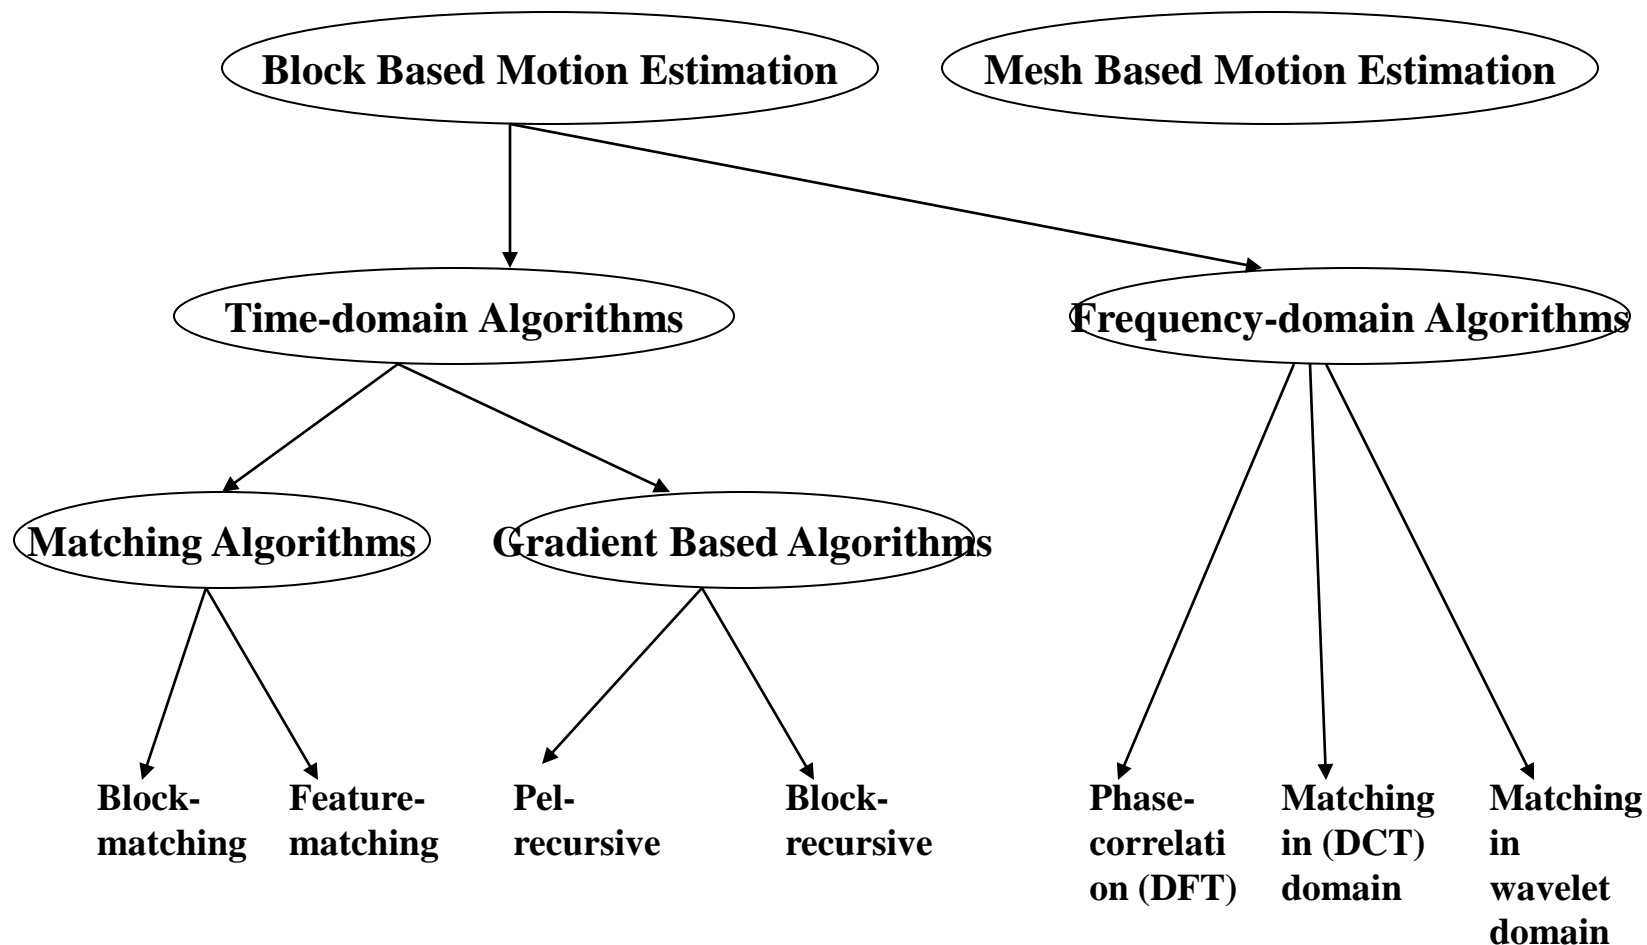 Block Based Motion Estimation
Mesh Based Motion Estimation
Time-domain Algorithms
Frequency-domain Algorithms
Matching Algorithms
Gradient Based Algorithms
Block-
matching
Feature-
matching
Pel-
recursive
Block-
recursive
Phase-
correlati
on (DFT)
Matching
in (DCT)
domain
Matching
in
wavelet
domain